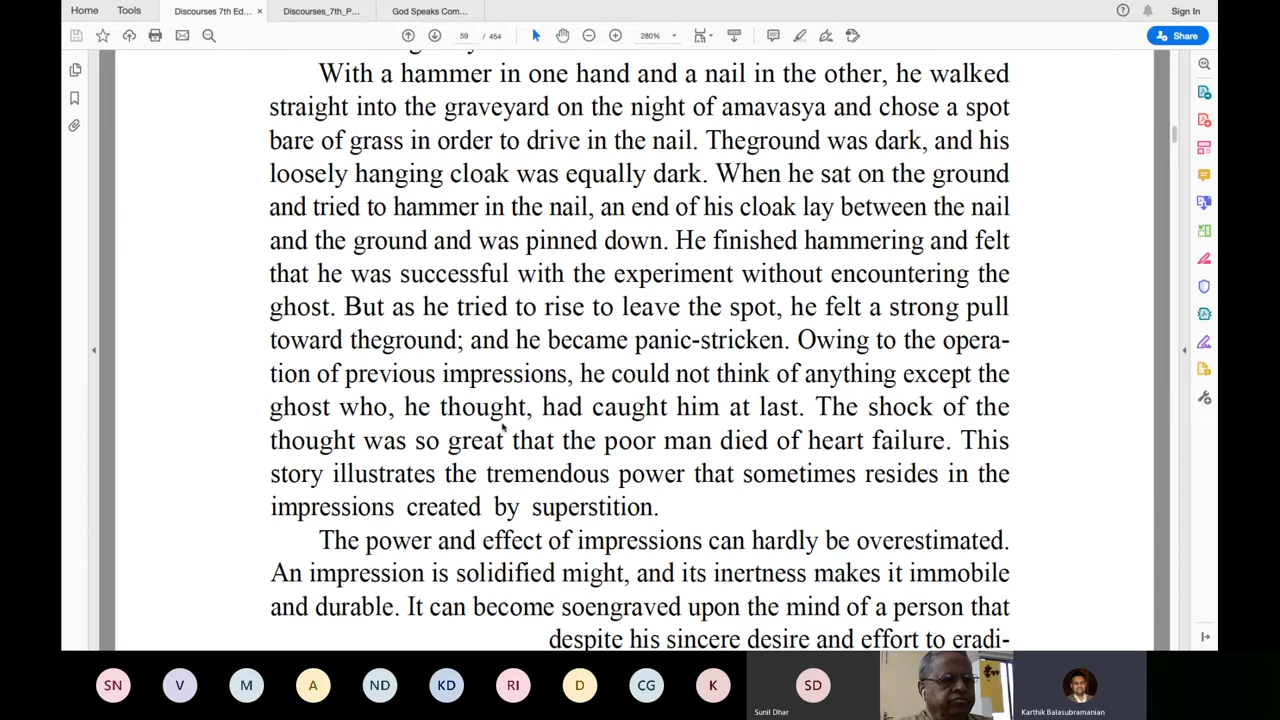 Home Tools Discourses 7th Ed... × Discourses_7th_P... God Speaks Com... Sign In
59 / 454 280% Share
With a hammer in one hand and a nail in the other, he walked
straight into the graveyard on the night of amavasya and chose a spot
bare of grass in order to drive in the nail. Theground was dark, and his
loosely hanging cloak was equally dark. When he sat on the ground
and tried to hammer in the nail, an end of his cloak lay between the nail
and the ground and was pinned down. He finished hammering and felt
that he was successful with the experiment without encountering the
ghost. But as he tried to rise to leave the spot, he felt a strong pull
toward theground; and he became panic-stricken. Owing to the opera-
tion of previous impressions, he could not think of anything except the
ghost who, he thought, had caught him at last. The shock of the
thought was so great that the poor man died of heart failure. This
story illustrates the tremendous power that sometimes resides in the
impressions created by superstition.
The power and effect of impressions can hardly be overestimated.
An impression is solidified might, and its inertness makes it immobile
and durable. It can become soengraved upon the mind of a person that
despite his sincere desire and effort to eradi-
SN V M A ND KD RI D CG K SD
Sunil Dhar Karthik Balasubramanian